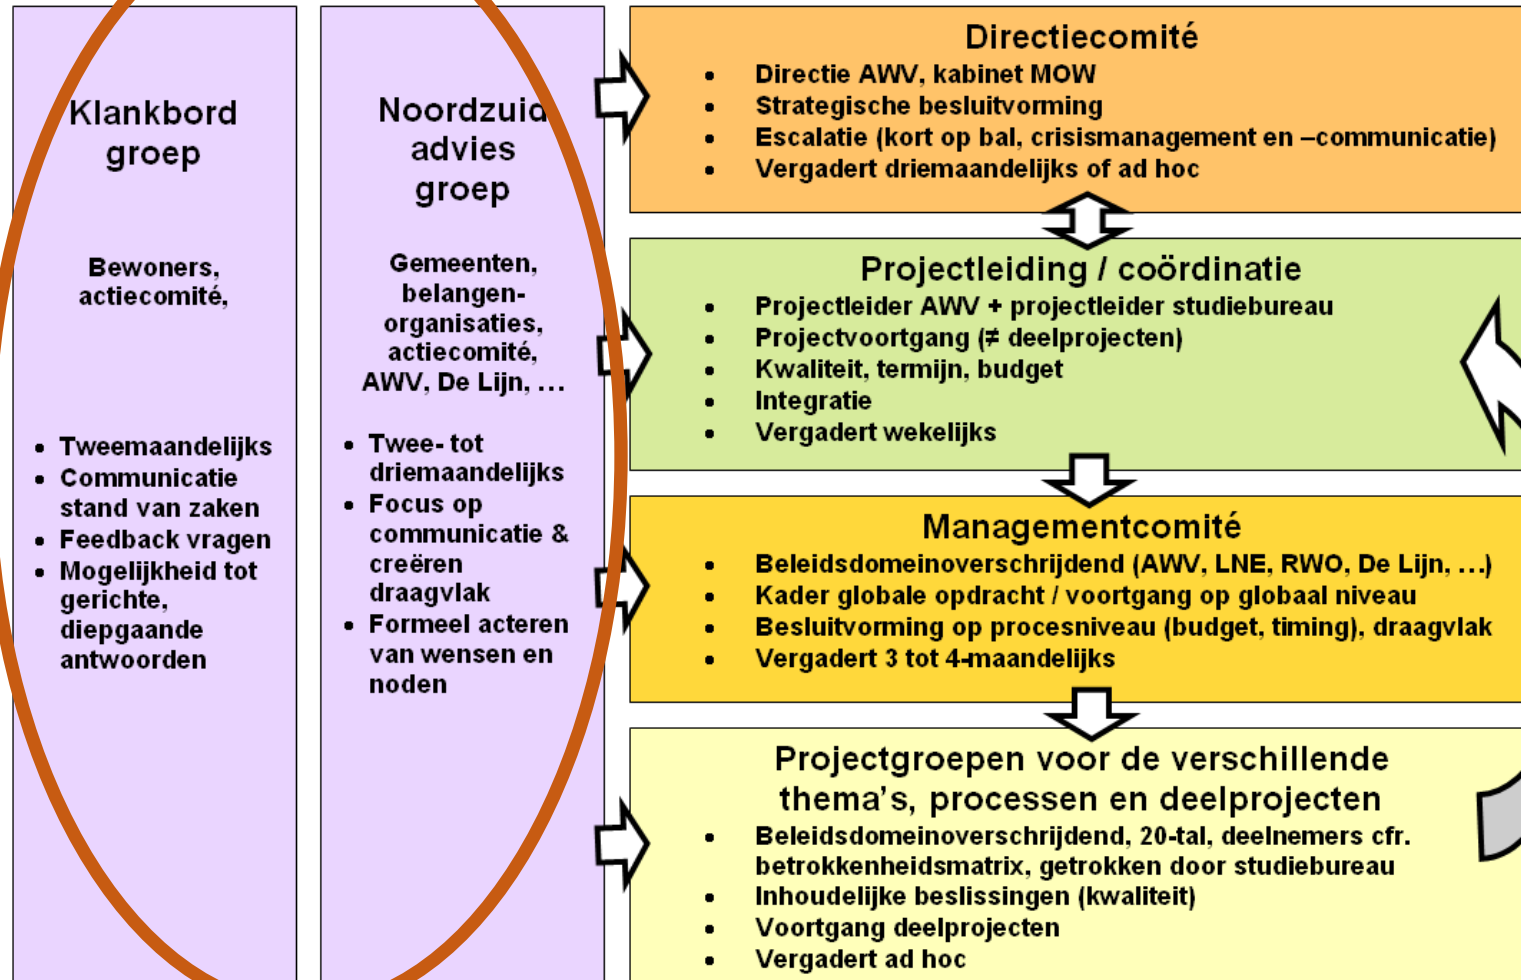 Klankbord
groep
Bewoners,
actiecomité,
• Tweemaandelijks
• Communicatie
stand van zaken
• Feedback vragen
• Mogelijkheid tot
gerichte,
diepgaande
antwoorden
Noordzuid
advies
groep
Gemeenten,
belangen-
organisaties,
actiecomité,
AWV, De Lijn, …
• Twee- tot
driemaandelijks
• Focus op
communicatie &
creëren
draagvlak
• Formeel acteren
van wensen en
noden
Directiecomité
• Directie AWV, kabinet MOW
• Strategische besluitvorming
• Escalatie (kort op bal, crisismanagement en –communicatie)
• Vergadert driemaandelijks of ad hoc
Projectleiding / coördinatie
• Projectleider AWV + projectleider studiebureau
• Projectvoortgang (≠ deelprojecten)
• Kwaliteit, termijn, budget
• Integratie
• Vergadert wekelijks
Managementcomité
• Beleidsdomeinoverschrijdend (AWV, LNE, RWO, De Lijn, …)
• Kader globale opdracht / voortgang op globaal niveau
• Besluitvorming op procesniveau (budget, timing), draagvlak
• Vergadert 3 tot 4-maandelijks
Projectgroepen voor de verschillende
thema’s, processen en deelprojecten
• Beleidsdomeinoverschrijdend, 20-tal, deelnemers cfr.
betrokkenheidsmatrix, getrokken door studiebureau
• Inhoudelijke beslissingen (kwaliteit)
• Voortgang deelprojecten
• Vergadert ad hoc